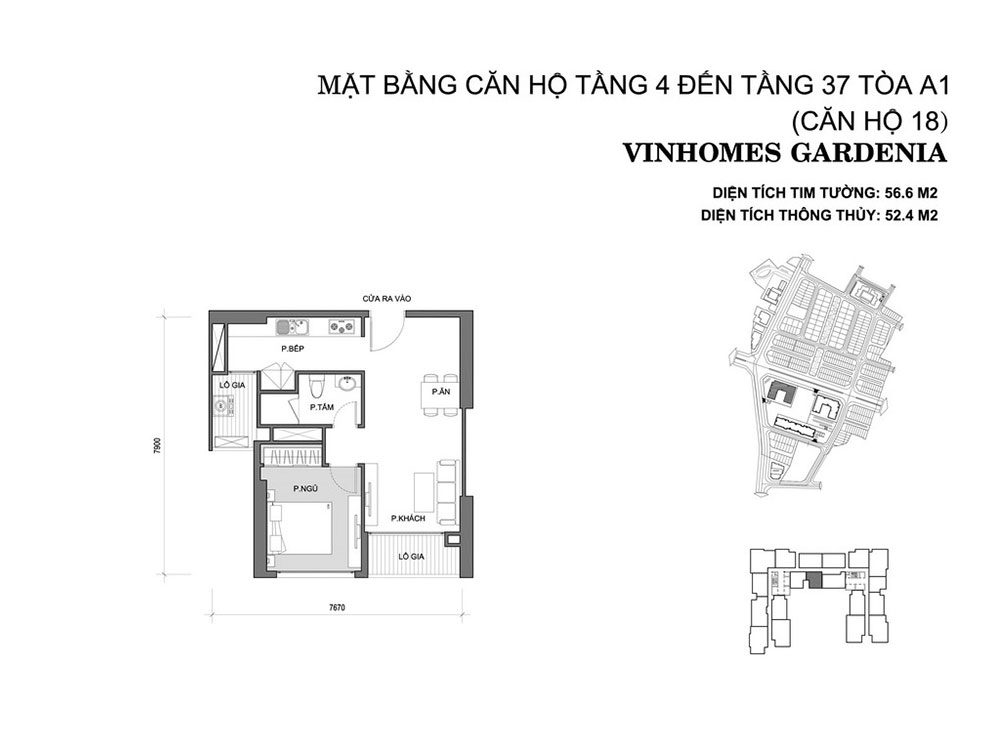 MẶT BẰNG CĂN HỘ TẦNG 4 ĐẾN TẦNG 37 TÒA A1
(CĂN HỘ 18)
VINHOMES GARDENIA
DIỆN TÍCH TIM TƯỜNG: 56.6 M2
DIỆN TÍCH THÔNG THỦY: 52.4 M2
CỬA RA VÀO
P.BẾP
LÔ GIA
P.ĂN
P.TẮM
7900
P.NGỦ
P.KHÁCH
LÔ GIA
7670